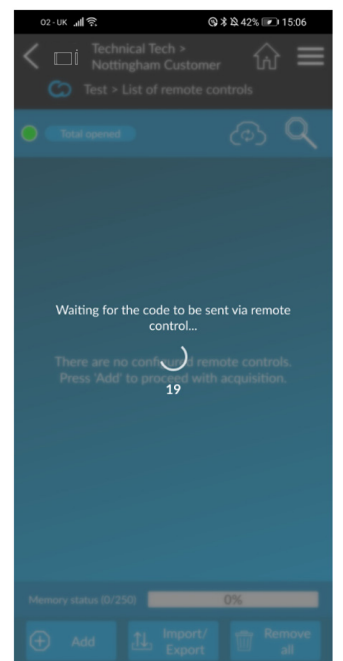 O2 - UK 42% 15:06
Technical Tech >
Nottingham Customer
Test > List of remote controls
Total opened
Waiting for the code to be sent via remote
control...
There are no configured remote controls.
Press 'Add' to proceed with acquisition.
19
Memory status (0/250) 0%
Add
Import/
Export
Remove
all